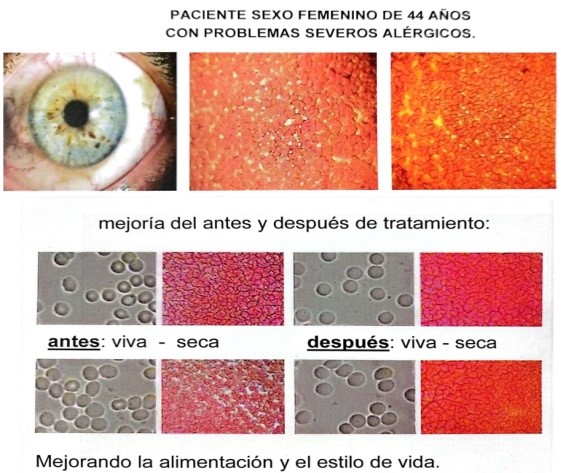 PACIENTE SEXO FEMENINO DE 44 AÑOS
CON PROBLEMAS SEVEROS ALÉRGICOS.
mejoría del antes y después de tratamiento:
antes: viva - seca
después: viva - seca
Mejorando la alimentación y el estilo de vida.